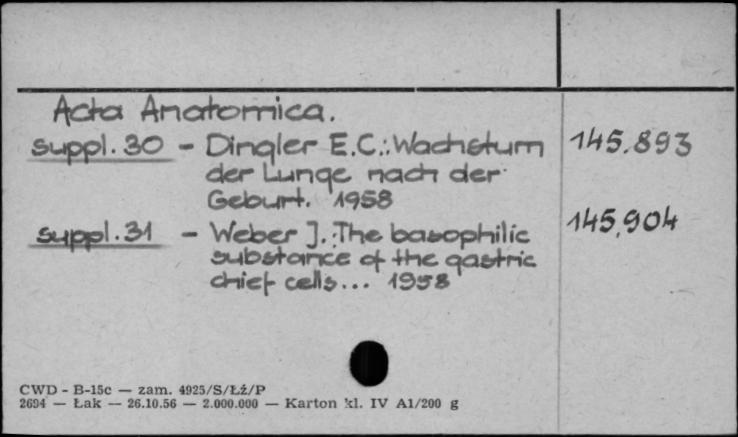 Acta Anatomica.
suppl. 30 - Dingler E.C.: Wachstum 145.893
der Lunge nach der
Geburt. 1958
suppl. 31 - Weber J.: The basophilic 145.904
substance of the gastric
chief cells... 1958
CWD - B-15c — zam. 4925/S/Łź/P
2694 — Łak — 26.10.56 — 2.000.000 — Karton kl. IV A1/200 g